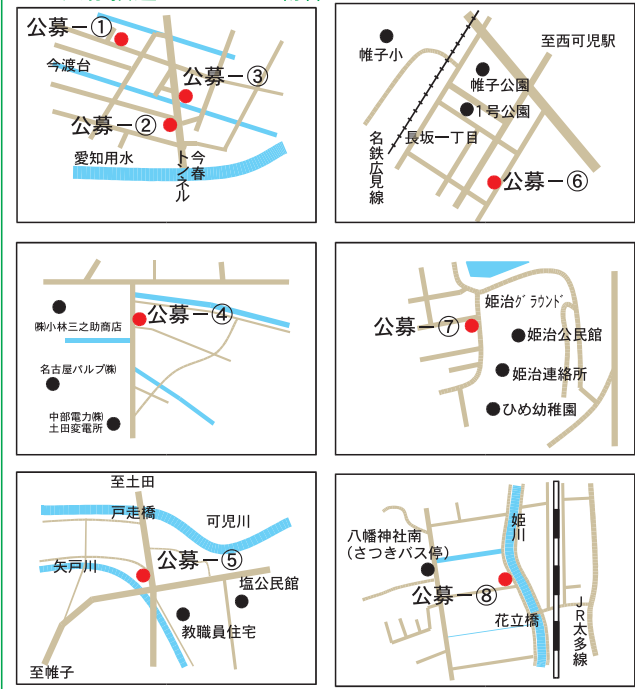 公募ー①
今渡台
公募ー③
公募ー②
愛知用水
今春
トンネル
帷子小
至西可児駅
帷子公園
1号公園
長坂一丁目
名鉄広見線
公募ー⑥
公募ー④
㈱小林三之助商店
名古屋バルブ㈱
中部電力㈱
土田変電所
姫治グラウンド
公募ー⑦
姫治公民館
姫治連絡所
ひめ幼稚園
至土田
戸走橋
可児川
公募ー⑤
矢戸川
塩公民館
教職員住宅
至帷子
姫川
八幡神社南
(さつきバス停)
公募ー⑧
花立橋
JR太多線